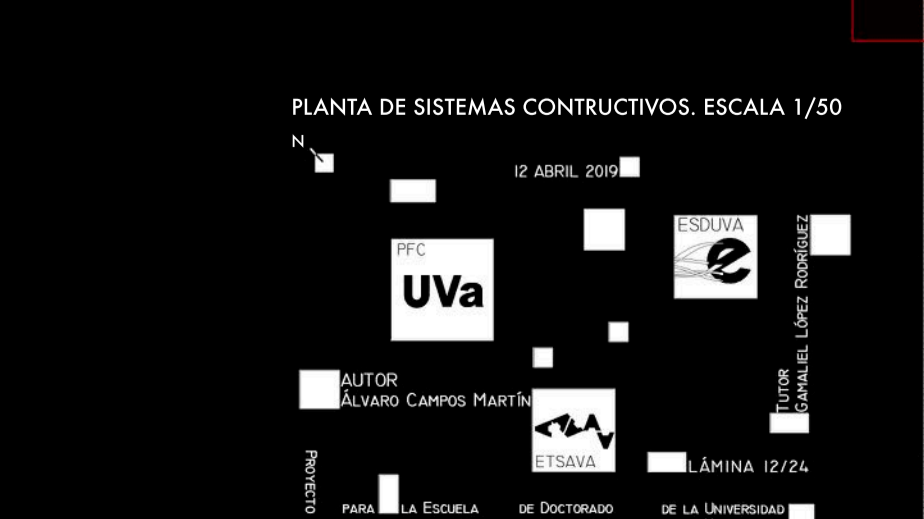 PLANTA DE SISTEMAS CONTRUCTIVOS. ESCALA 1/50
N
12 ABRIL 2019
ESDUVA
PFC
UVa
TUTOR
GAMALIEL LÓPEZ RODRÍGUEZ
AUTOR
ÁLVARO CAMPOS MARTÍN
ETSAVA
LÁMINA 12/24
PROYECTO
PARA LA ESCUELA DE DOCTORADO DE LA UNIVERSIDAD